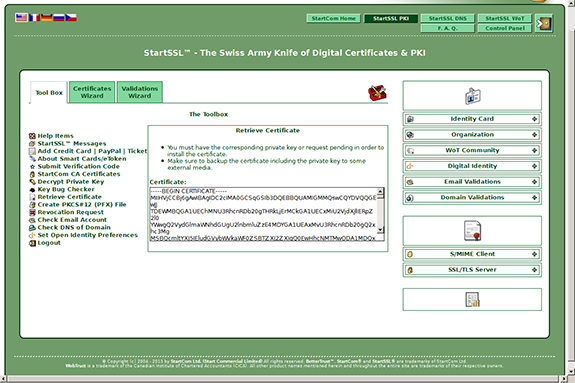 StartCom Home
StartSSL PKI
StartSSL DNS
StartSSL WoT
F. A. Q.
Control Panel
StartSSL™ - The Swiss Army Knife of Digital Certificates & PKI
Tool Box
Certificates Wizard
Validations Wizard
The Toolbox
Help Items
StartSSL™ Messages
Add Credit Card | PayPal | Ticket
About Smart Cards/eToken
Submit Verification Code
StartCom CA Certificates
Decrypt Private Key
Key Bug Checker
Retrieve Certificate
Create PKCS#12 (PFX) File
Revocation Request
Check Email Account
Check DNS of Domain
Set Open Identity Preferences
Logout
Retrieve Certificate
You must have the corresponding private key or request pending in order to
install the certificate.
Make sure to backup the certificate including the private key to some
external media.
Certificate:
-----BEGIN CERTIFICATE-----
Identity Card
Organization
WoT Community
Digital Identity
Email Validations
Domain Validations
S/MIME Client
SSL/TLS Server
© Copyright (c) 2004 - 2013 by StartCom Ltd. (Start Commercial Limited) All rights reserved. BetterTrust™, StartCom® and StartSSL® are trademarks of StartCom Ltd.
WebTrust is a trademark of the Canadian Institute of Chartered Accountants (CICA). All other product names mentioned herein and throughout the entire site are trademarks of their respective owners.